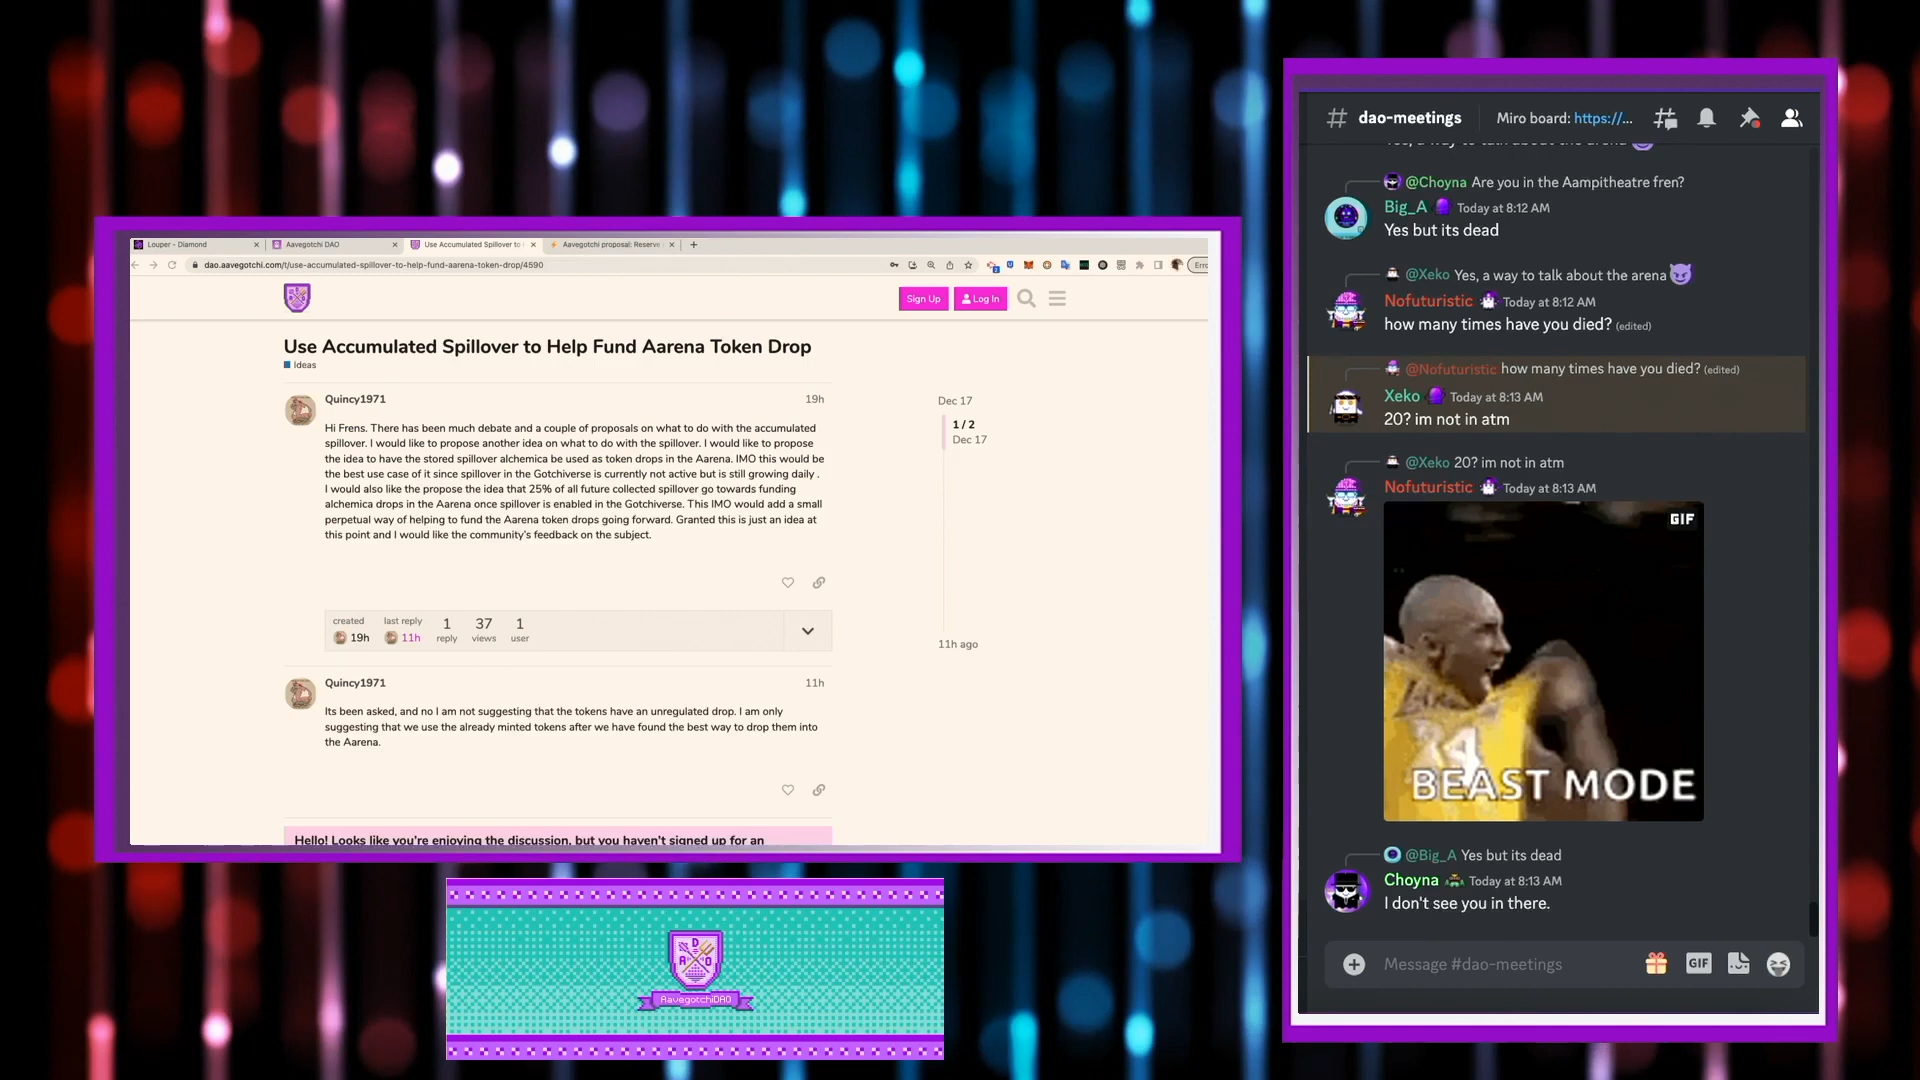 Louper - Diamond
Aavegotchi DAO
Use Accumulated Spillover to
Aavegotchi proposal: Reserve
dao.aavegotchi.com/t/use-accumulated-spillover-to-help-fund-aarena-token-drop/4590
Sign Up
Log In
Use Accumulated Spillover to Help Fund Aarena Token Drop
Ideas
Quincy1971
19h
Hi Frens. There has been much debate and a couple of proposals on what to do with the accumulated
spillover. I would like to propose another idea on what to do with the spillover. I would like to propose
the idea to have the stored spillover alchemica be used as token drops in the Aarena. IMO this would be
the best use case of it since spillover in the Gotchiverse is currently not active but is still growing daily .
I would also like the propose the idea that 25% of all future collected spillover go towards funding
alchemica drops in the Aarena once spillover is enabled in the Gotchiverse. This IMO would add a small
perpetual way of helping to fund the Aarena token drops going forward. Granted this is just an idea at
this point and I would like the community's feedback on the subject.
created
19h
last reply
11h
1
reply
37
views
1
user
Dec 17
1 / 2
Dec 17
11h ago
Quincy1971
11h
Its been asked, and no I am not suggesting that the tokens have an unregulated drop. I am only
suggesting that we use the already minted tokens after we have found the best way to drop them into
the Aarena.
Hello! Looks like you're enjoying the discussion, but you haven't signed up for an
D
A O
AavegotchiDAO
# dao-meetings
Miro board: https://...
Yes, a way to talk about the arena
@Choyna Are you in the Aampitheatre fren?
Big_A Today at 8:12 AM
Yes but its dead
@Xeko Yes, a way to talk about the arena
Nofuturistic Today at 8:12 AM
how many times have you died? (edited)
@Nofuturistic how many times have you died? (edited)
Xeko Today at 8:13 AM
20? im not in atm
@Xeko 20? im not in atm
Nofuturistic Today at 8:13 AM
GIF
BEAST MODE
@Big_A Yes but its dead
Choyna Today at 8:13 AM
I don't see you in there.
Message #dao-meetings
GIF